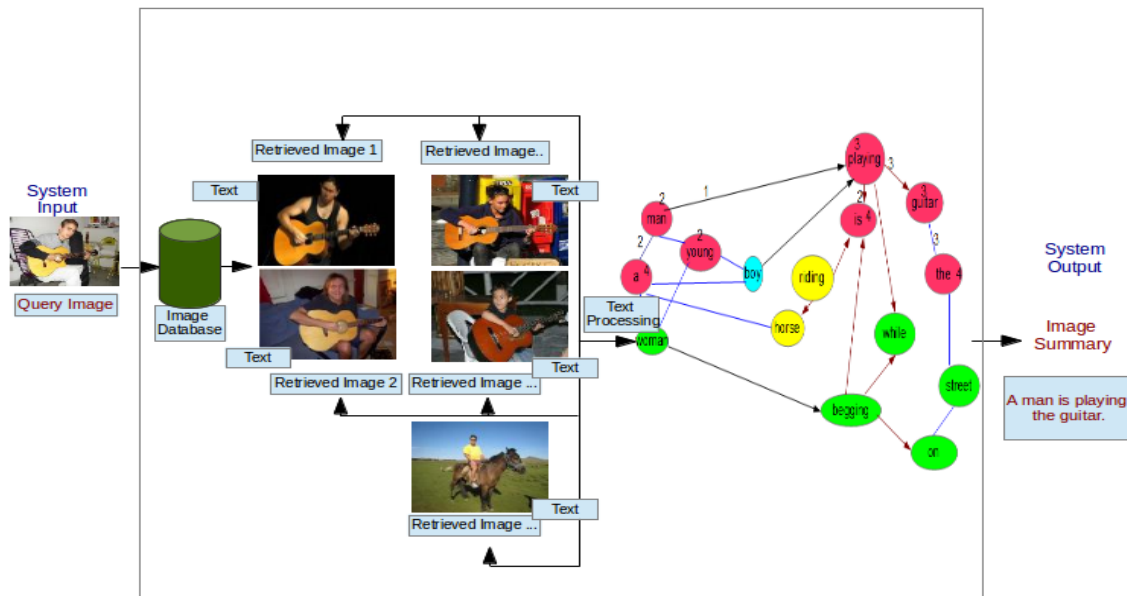 System
Input
Query Image
Image
Database
Retrieved Image 1
Retrieved Image..
Text
Text
Text
Text
Retrieved Image 2
Retrieved Image ...
Text
Retrieved Image ...
Text
Processing
3
playing
3
1
2
man
2
2
young
a 4
boy
woman
riding
horse
2
is 4
3
guitar
3
the 4
while
begging
street
on
System
Output
Image
Summary
A man is playing
the guitar.